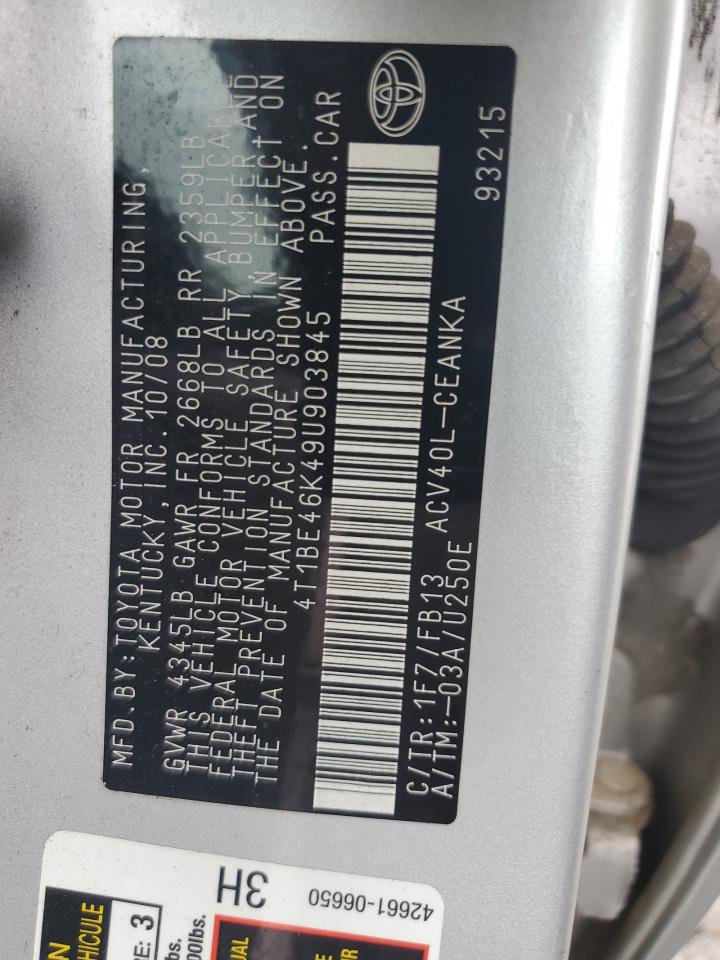 MFD. BY: TOYOTA MOTOR MANUFACTURING,
KENTUCKY, INC. 10/08
GVWR 4345LB GAWR FR 2668LB RR 2359LB
THIS VEHICLE CONFORMS TO ALL APPLICABLE
FEDERAL MOTOR VEHICLE SAFETY, BUMPER AND
THEFT PREVENTION STANDARDS IN EFFECT ON
THE DATE OF MANUFACTURE SHOWN ABOVE.
4T1BE46K49U903845 PASS.CAR
C/TR:1F7/FB13 ACV40L-CEANKA
A/TM:-03A/U250E 93215
3H
42661-06650
3